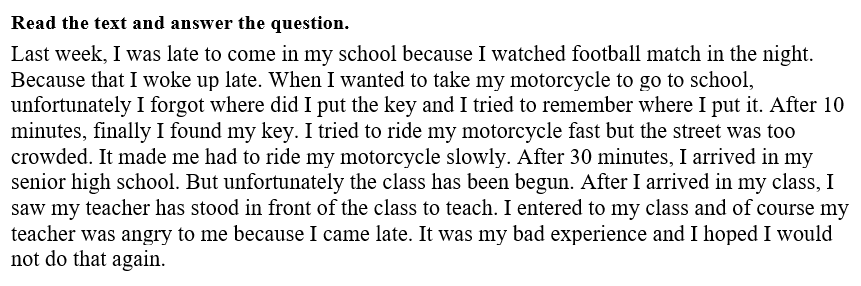 Read the text and answer the question.
Last week, I was late to come in my school because I watched football match in the night.
Because that I woke up late. When I wanted to take my motorcycle to go to school,
unfortunately I forgot where did I put the key and I tried to remember where I put it. After 10
minutes, finally I found my key. I tried to ride my motorcycle fast but the street was too
crowded. It made me had to ride my motorcycle slowly. After 30 minutes, I arrived in my
senior high school. But unfortunately the class has been begun. After I arrived in my class, I
saw my teacher has stood in front of the class to teach. I entered to my class and of course my
teacher was angry to me because I came late. It was my bad experience and I hoped I would
not do that again.